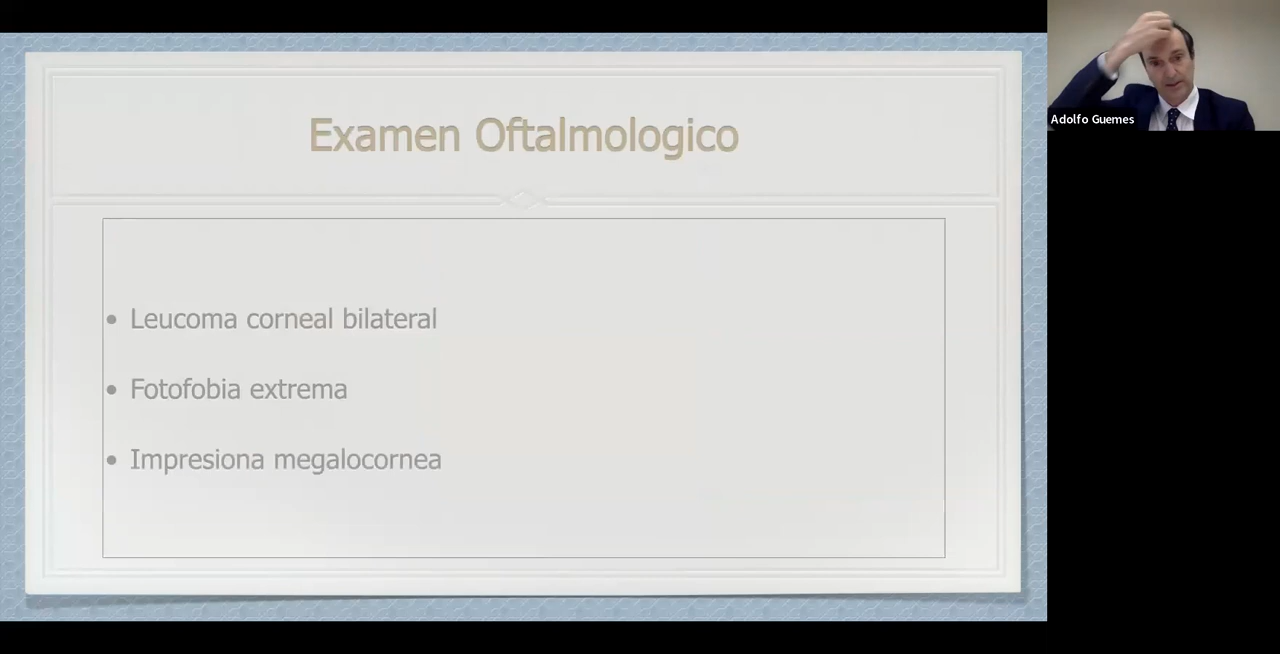 Examen Oftalmologico
• Leucoma corneal bilateral
• Fotofobia extrema
• Impresiona megalocornea
Adolfo Guemes